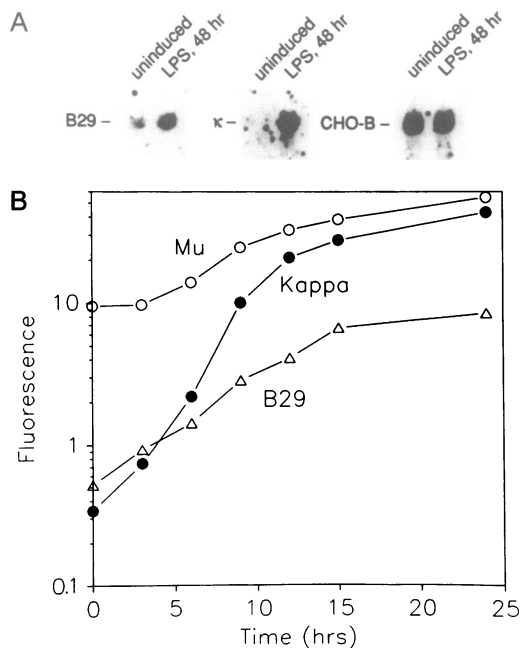 A
uninduced
LPS, 48 hr
uninduced
LPS, 48 hr
uninduced
LPS, 48 hr
B29 –
κ –
CHO-B –
B
Mu
Kappa
B29
10
1
0.1
Fluorescence
0 5 10 15 20 25
Time (hrs)